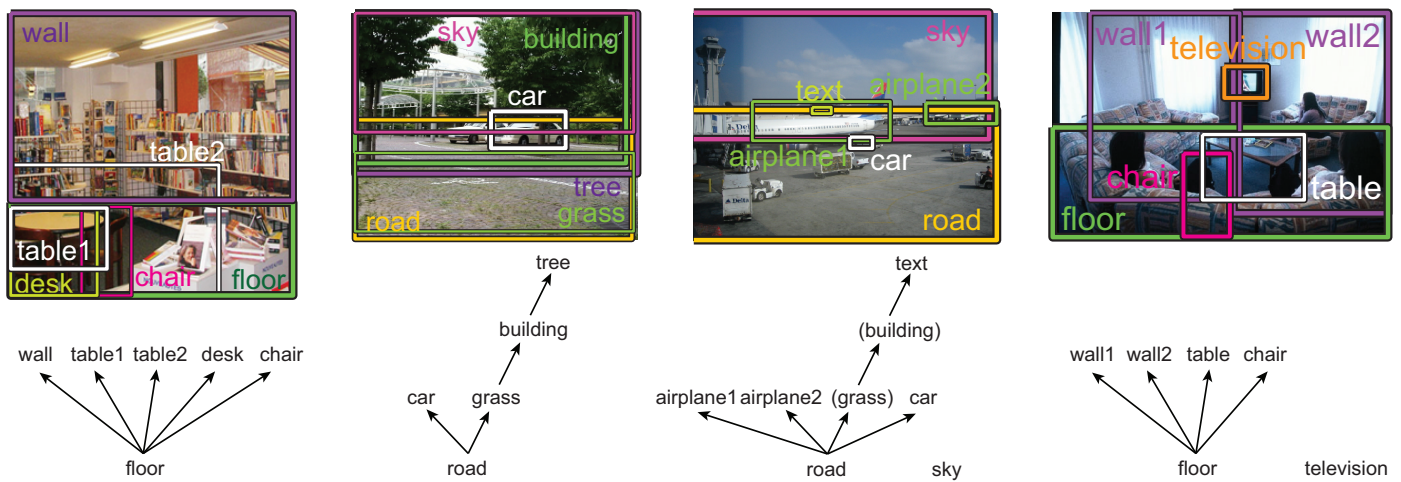 wall
table2
table1
desk
chair
floor
sky
building
car
tree
grass
road
sky
airplane2
text
airplane1
car
road
Delta
Delta
wall1
television
wall2
chair
table
floor
wall table1 table2 desk chair
floor
tree
building
car grass
road
text
(building)
airplane1 airplane2 (grass) car
road sky
wall1 wall2 table chair
floor television